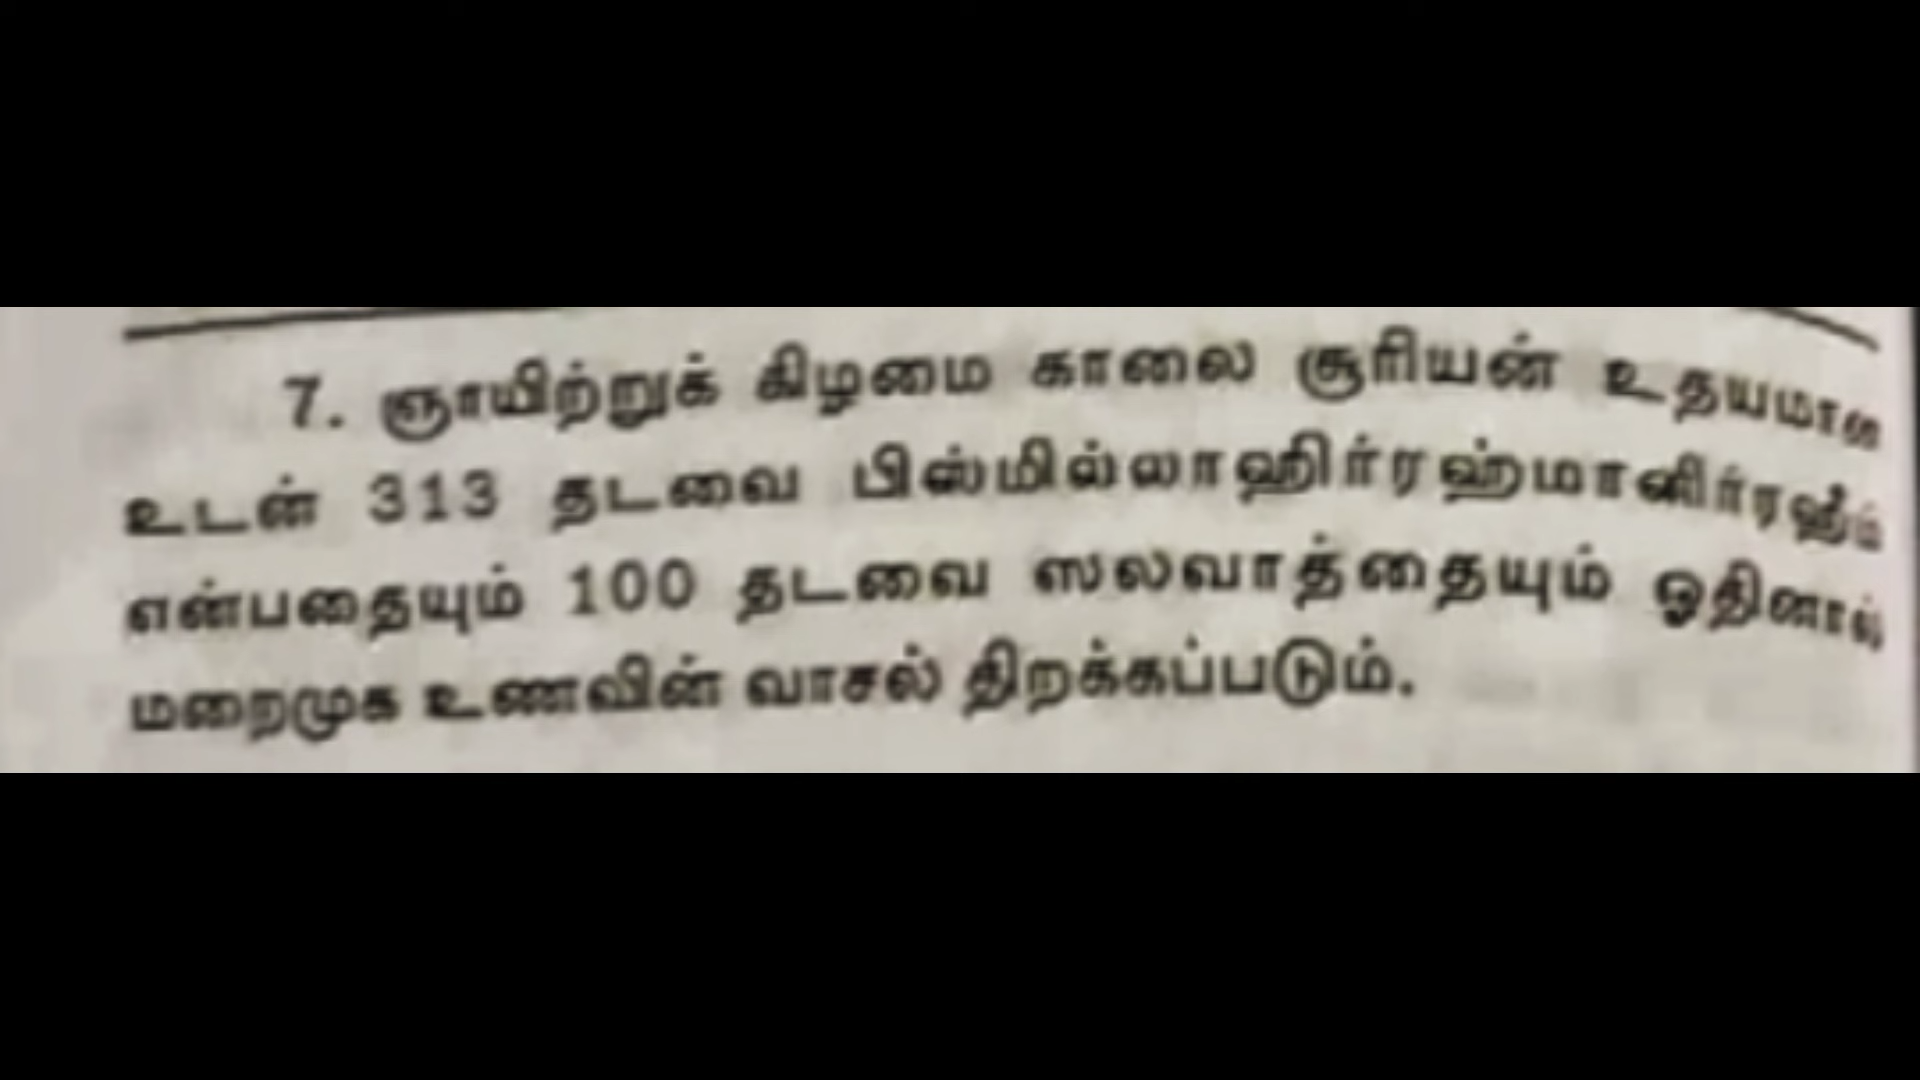 7. ஞாயிற்றுக் கிழமை காலை சூரியன் உதயமான
உடன் 313 தடவை பிஸ்மில்லாஹிர்ரஹ்மானிர்ரஹீம்
என்பதையும் 100 தடவை ஸலவாத்தையும் ஓதினால்
மறைமுக உணவின் வாசல் திறக்கப்படும்.